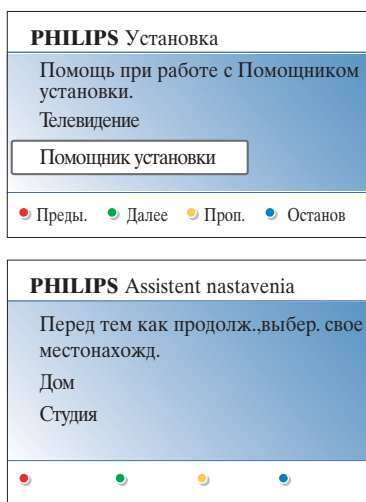 PHILIPS Установка
Помощь при работе с Помощником
установки.
Телевидение
Помощник установки
Преды. Далее Проп. Останов
PHILIPS Assistent nastavenia
Перед тем как продолж.,выбер. свое
местонахожд.
Дом
Студия